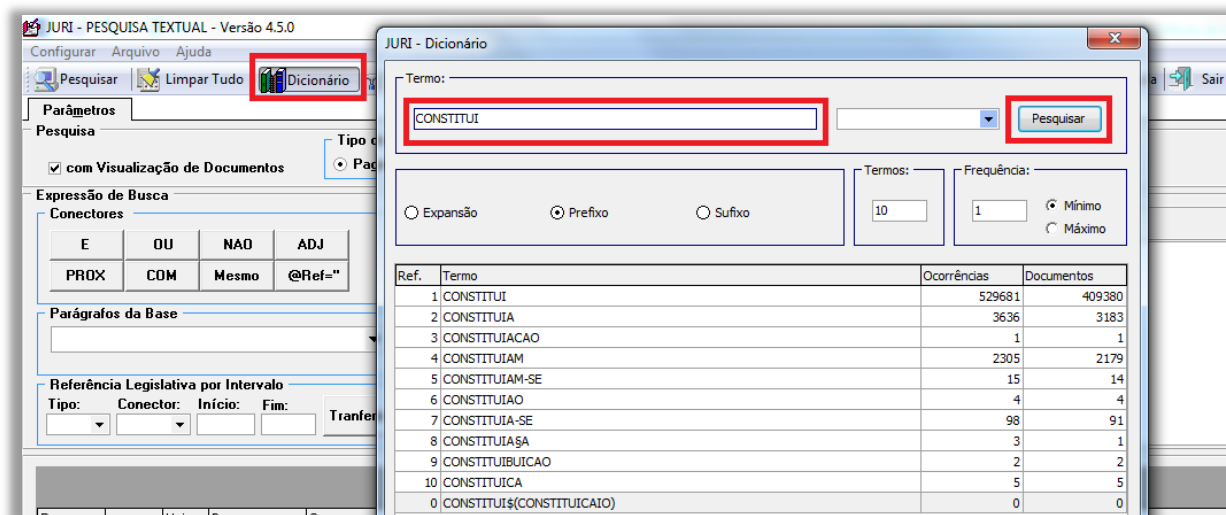 JURI - PESQUISA TEXTUAL - Versão 4.5.0
Configurar Arquivo Ajuda
Pesquisar Limpar Tudo Dicionário
a Sair
Parâmetros
Pesquisa
Tipo d
com Visualização de Documentos
Pag
Expressão de Busca
Conectores
E OU NAO ADJ
PROX COM Mesmo @Ref="
Parágrafos da Base
Referência Legislativa por Intervalo
Tipo: Conector: Início: Fim:
Tranfer
JURI - Dicionário
Termo:
CONSTITUI
Pesquisar
Expansão Prefixo Sufixo
Termos:
10
Frequência:
1
Mínimo
Máximo
Ref. Termo Ocorrências Documentos
1 CONSTITUI 529681 409380
2 CONSTITUIA 3636 3183
3 CONSTITUIACAO 1 1
4 CONSTITUIAM 2305 2179
5 CONSTITUIAM-SE 15 14
6 CONSTITUIAO 4 4
7 CONSTITUIA-SE 98 91
8 CONSTITUIA§A 3 1
9 CONSTITUIBUICAO 2 2
10 CONSTITUICA 5 5
0 CONSTITUI$(CONSTITUICAIO) 0 0